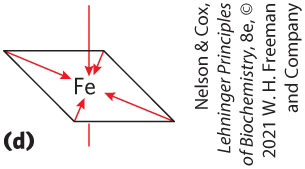 Fe
(d)
Nelson & Cox,
Lehninger Principles
of Biochemistry, 8e, ©
2021 W. H. Freeman
and Company